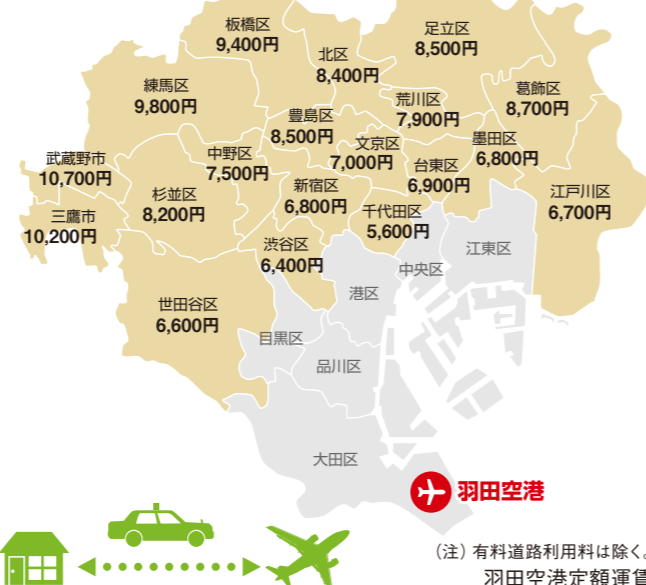 板橋区
9,400円
足立区
8,500円
北区
8,400円
練馬区
9,800円
荒川区
7,900円
葛飾区
8,700円
豊島区
8,500円
文京区
7,000円
墨田区
6,800円
武蔵野市
10,700円
中野区
7,500円
台東区
6,900円
杉並区
8,200円
新宿区
6,800円
江戸川区
6,700円
三鷹市
10,200円
千代田区
5,600円
渋谷区
6,400円
江東区
中央区
港区
世田谷区
6,600円
目黒区
品川区
大田区
羽田空港
(注) 有料道路利用料は除く。
羽田空港定額運賃